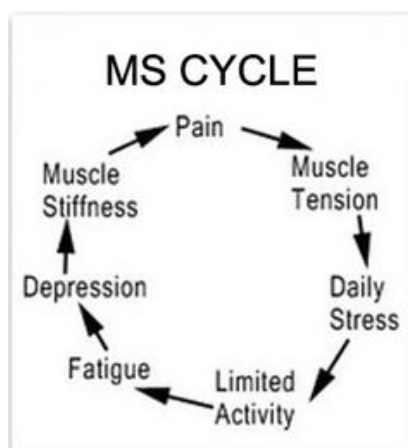 MS CYCLE
Pain
Muscle
Tension
Daily
Stress
Limited
Activity
Fatigue
Depression
Muscle
Stiffness